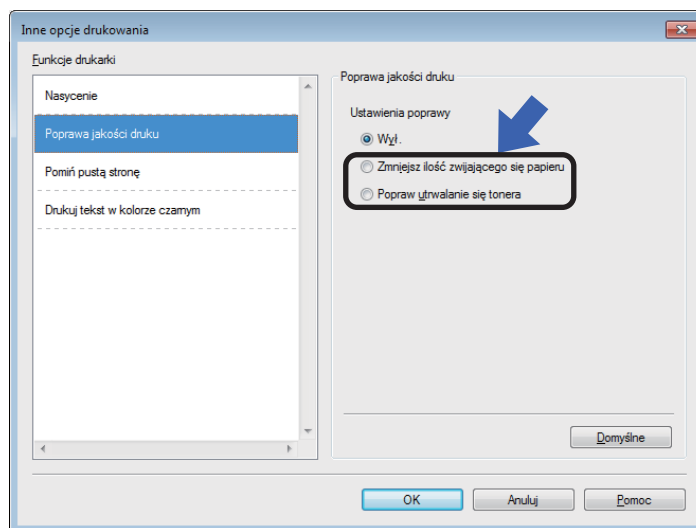 Inne opcje drukowania
Funkcje drukarki
Nasycenie
Poprawa jakości druku
Pomiń pustą stronę
Drukuj tekst w kolorze czarnym
Poprawa jakości druku
Ustawienia poprawy
Wył.
Zmniejsz ilość zwijającego się papieru
Popraw utrwalanie się tonera
Domyślne
OK
Anuluj
Pomoc